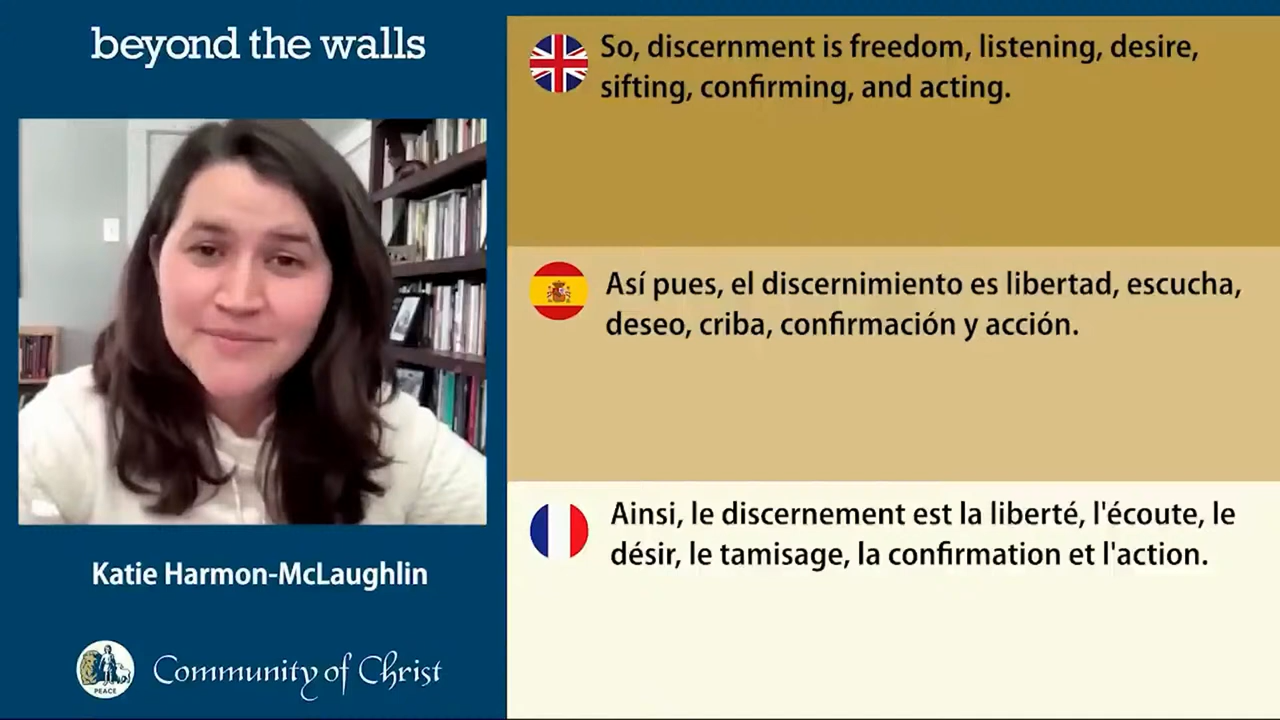 beyond the walls
Katie Harmon-McLaughlin
PEACE
Community of Christ
So, discernment is freedom, listening, desire,
sifting, confirming, and acting.
Así pues, el discernimiento es libertad, escucha,
deseo, criba, confirmación y acción.
Ainsi, le discernement est la liberté, l'écoute, le
désir, le tamisage, la confirmation et l'action.